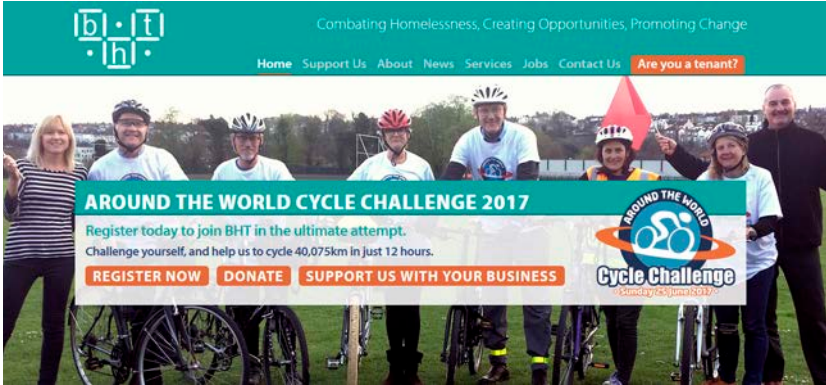 b h t
Combating Homelessness, Creating Opportunities, Promoting Change
Home Support Us About News Services Jobs Contact Us Are you a tenant?
AROUND THE WORLD CYCLE CHALLENGE 2017
Register today to join BHT in the ultimate attempt.
Challenge yourself, and help us to cycle 40,075km in just 12 hours.
REGISTER NOW DONATE SUPPORT US WITH YOUR BUSINESS
AROUND THE WORLD
Cycle Challenge
- Sunday 25 June 2017 -